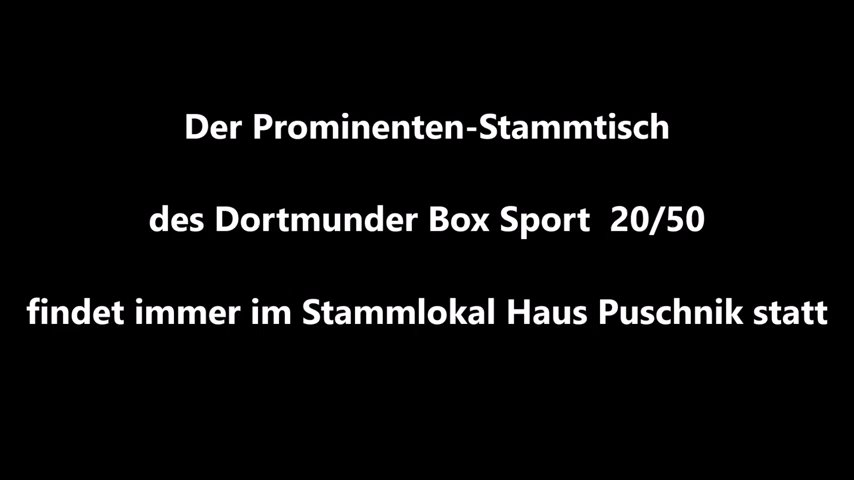 Der Prominenten-Stammtisch
des Dortmunder Box Sport  20/50
findet immer im Stammlokal Haus Puschnik statt